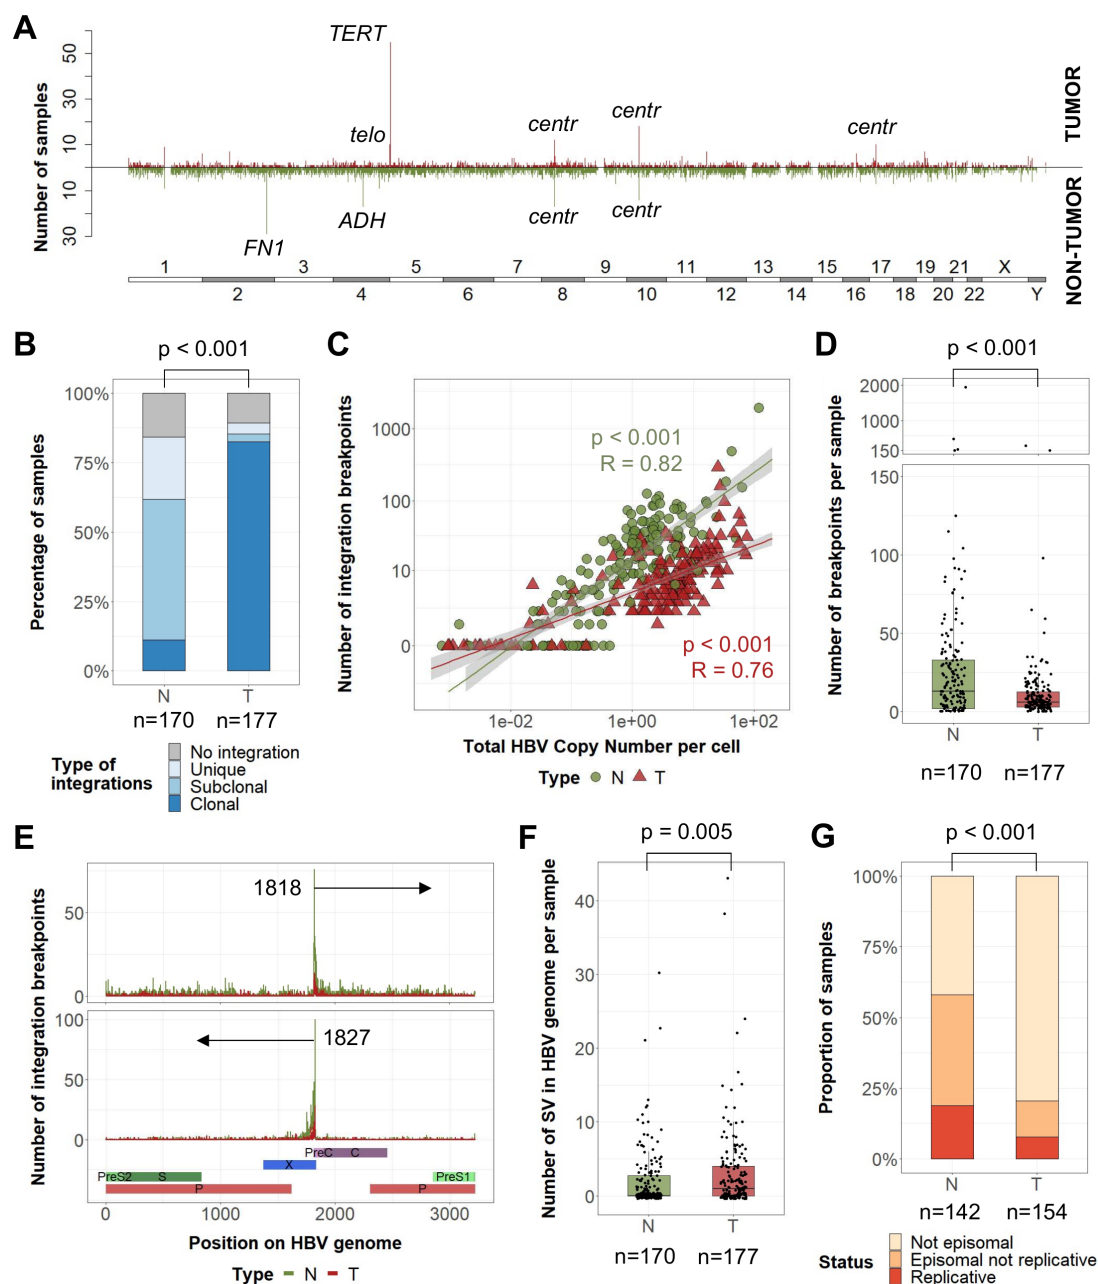 A
Number of samples
50
30
10
10
30
TERT
telo
centr
centr
centr
FN1
ADH
centr
centr
TUMOR
NON-TUMOR
1 3 5 7 9 11 13 15 17 19 21 X
2 4 6 8 10 12 14 16 18 20 22 Y
B
p < 0.001
Percentage of samples
100%
75%
50%
25%
0%
N T
n=170 n=177
Type of integrations
No integration
Unique
Subclonal
Clonal
C
Number of integration breakpoints
1000
100
10
0
p < 0.001
R = 0.82
p < 0.001
R = 0.76
1e-02 1e+00 1e+02
Total HBV Copy Number per cell
Type N T
D
p < 0.001
Number of breakpoints per sample
2000
1000
150
150
100
50
0
N T
n=170 n=177
E
Number of integration breakpoints
50
0
1818
100
50
0
1827
PreC C
X
PreS2 S PreS1
P P
0 1000 2000 3000
Position on HBV genome
Type N T
F
p = 0.005
Number of SV in HBV genome per sample
40
30
20
10
0
N T
n=170 n=177
G
p < 0.001
Proportion of samples
100%
75%
50%
25%
0%
N T
n=142 n=154
Status
Not episomal
Episomal not replicative
Replicative